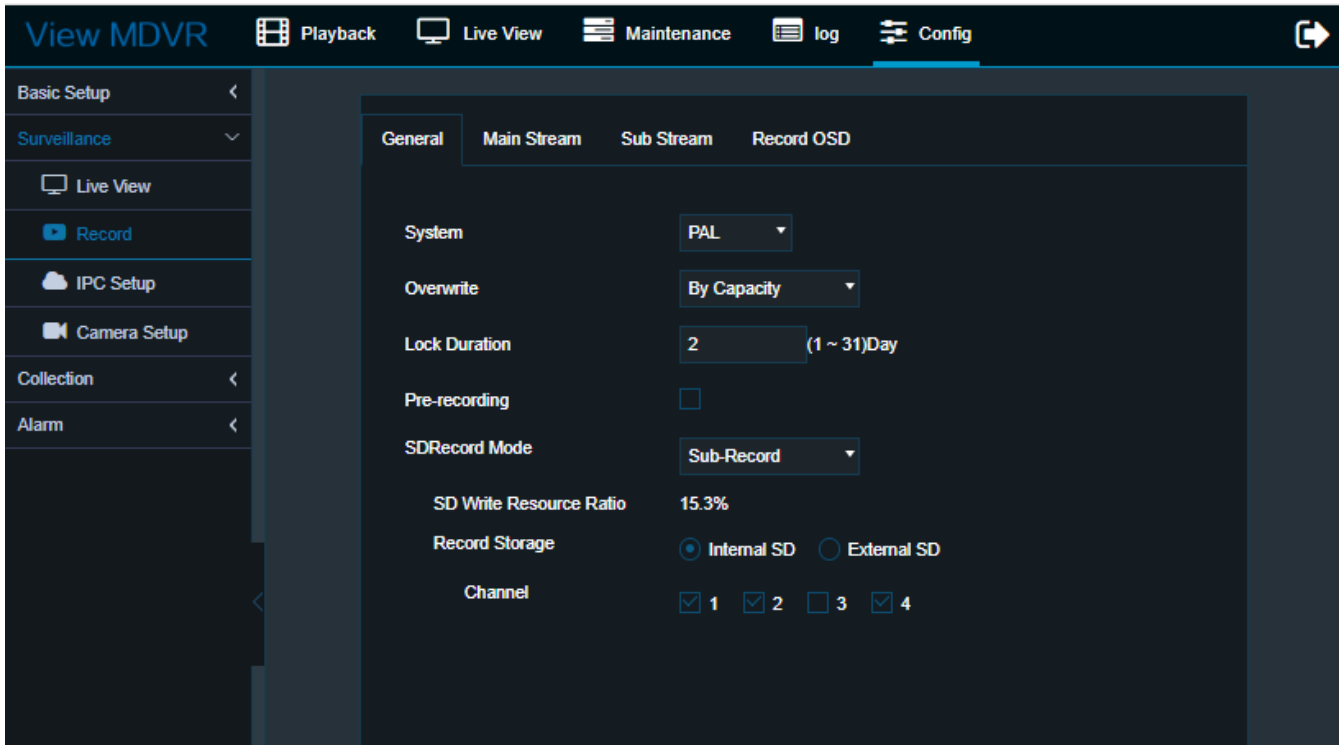 View MDVR Playback Live View Maintenance log Config
Basic Setup
Surveillance
Live View
Record
IPC Setup
Camera Setup
Collection
Alarm
General Main Stream Sub Stream Record OSD
System PAL
Overwrite By Capacity
Lock Duration 2 (1 ~ 31)Day
Pre-recording
SDRecord Mode Sub-Record
SD Write Resource Ratio 15.3%
Record Storage Internal SD External SD
Channel 1 2 3 4